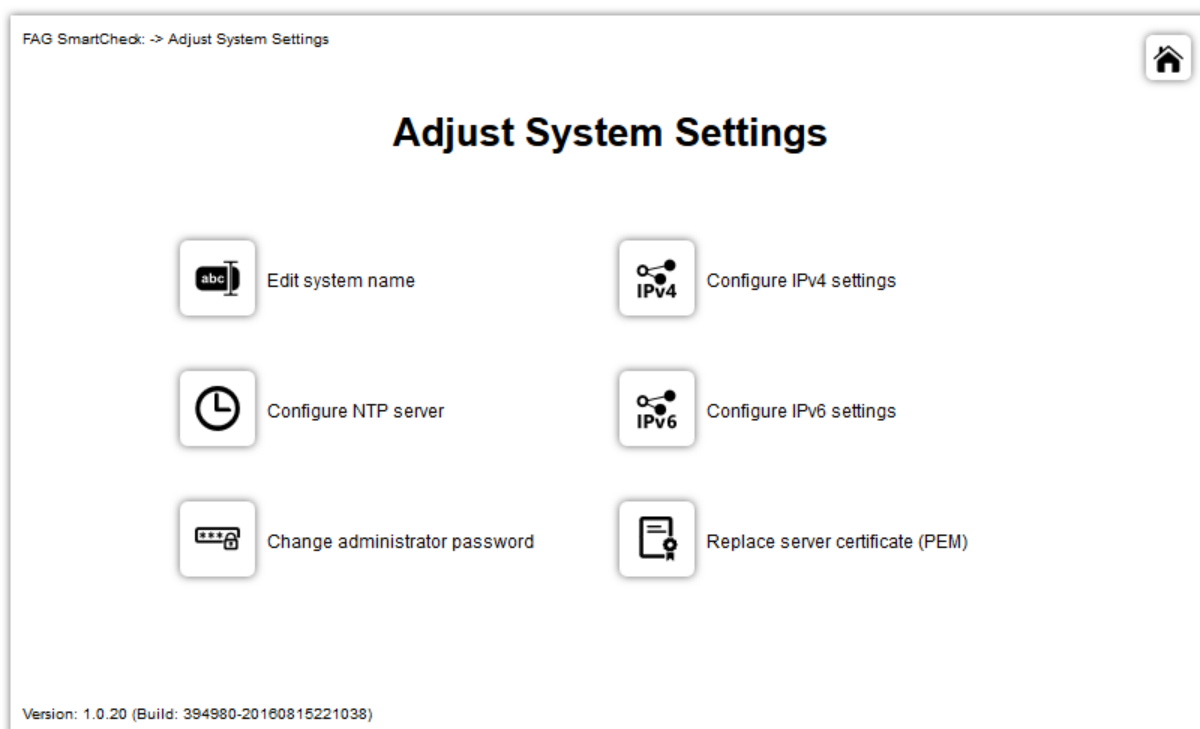 FAG SmartCheck: -> Adjust System Settings
Adjust System Settings
abc
Edit system name
IPv4
Configure IPv4 settings
Configure NTP server
IPv6
Configure IPv6 settings
***
Change administrator password
Replace server certificate (PEM)
Version: 1.0.20 (Build: 394980-20160815221038)